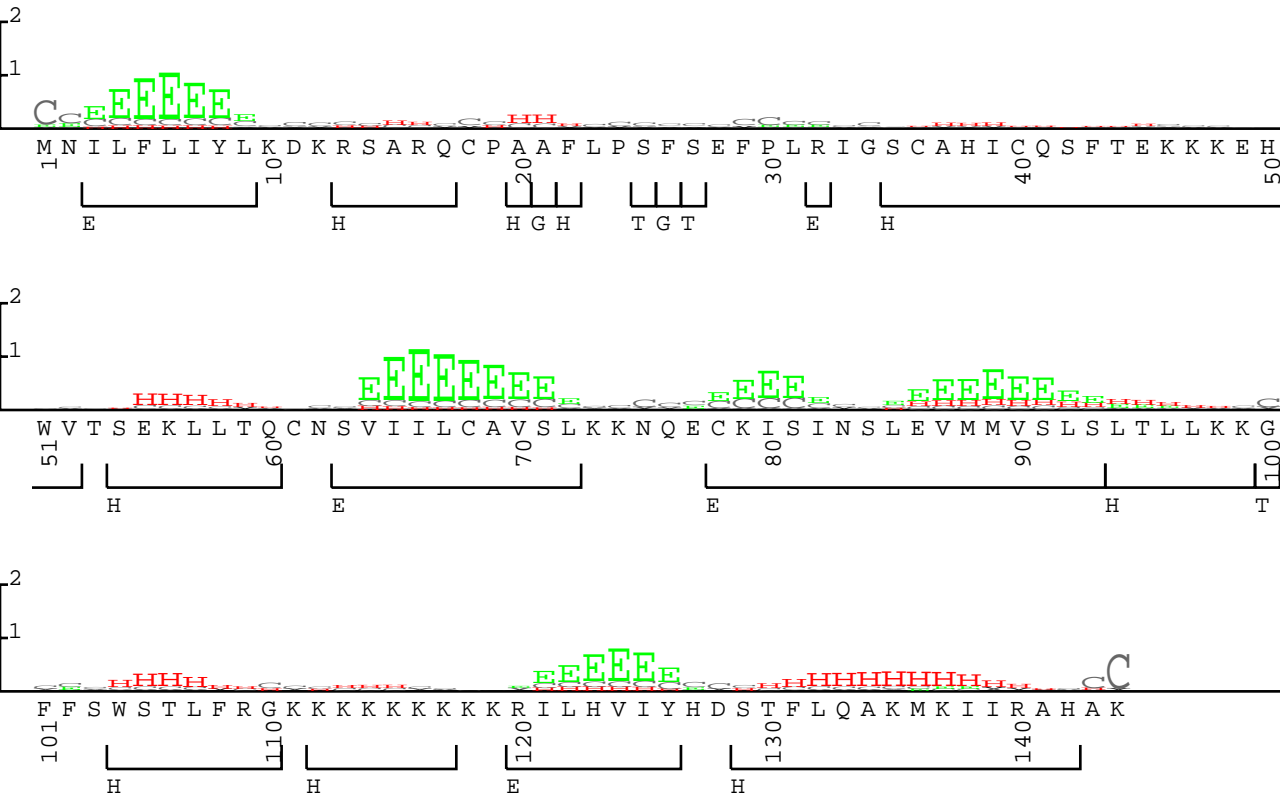 2
1
C C E E E E E E E H H
M N I L F L I Y L K D K R S A R Q C P A A F L P S F S E F P L R I G S C A H I C Q S F T E K K K E H
1 10 20 30 40 50
E H H G H T G T E H
2
1
H H H E E E E E E E E E E E E E E E E E E
W V T S E K L L T Q C N S V I I L C A V S L K K N Q E C K I S I N S L E V M M V S L S L T L L K K G
51 60 70 80 90 100
H E E H T
2
1
H H H H E E E E E E H H H H H H H C C
F F S W S T L F R G K K K K K K K K K R I L H V I Y H D S T F L Q A K M K I I R A H A K
101 110 120 130 140
H H E H